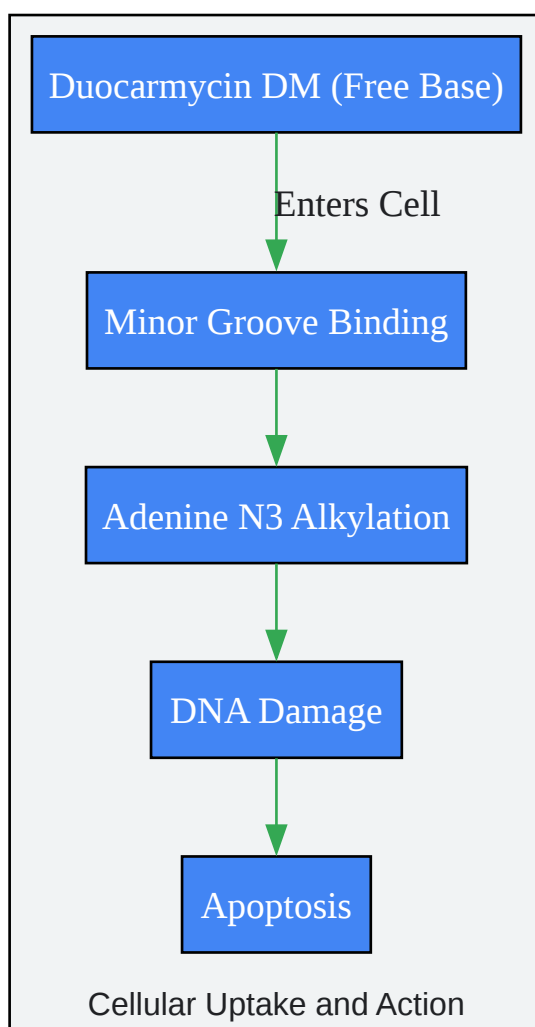 Duocarmycin DM (Free Base)
Enters Cell
Minor Groove Binding
Adenine N3 Alkylation
DNA Damage
Apoptosis
Cellular Uptake and Action